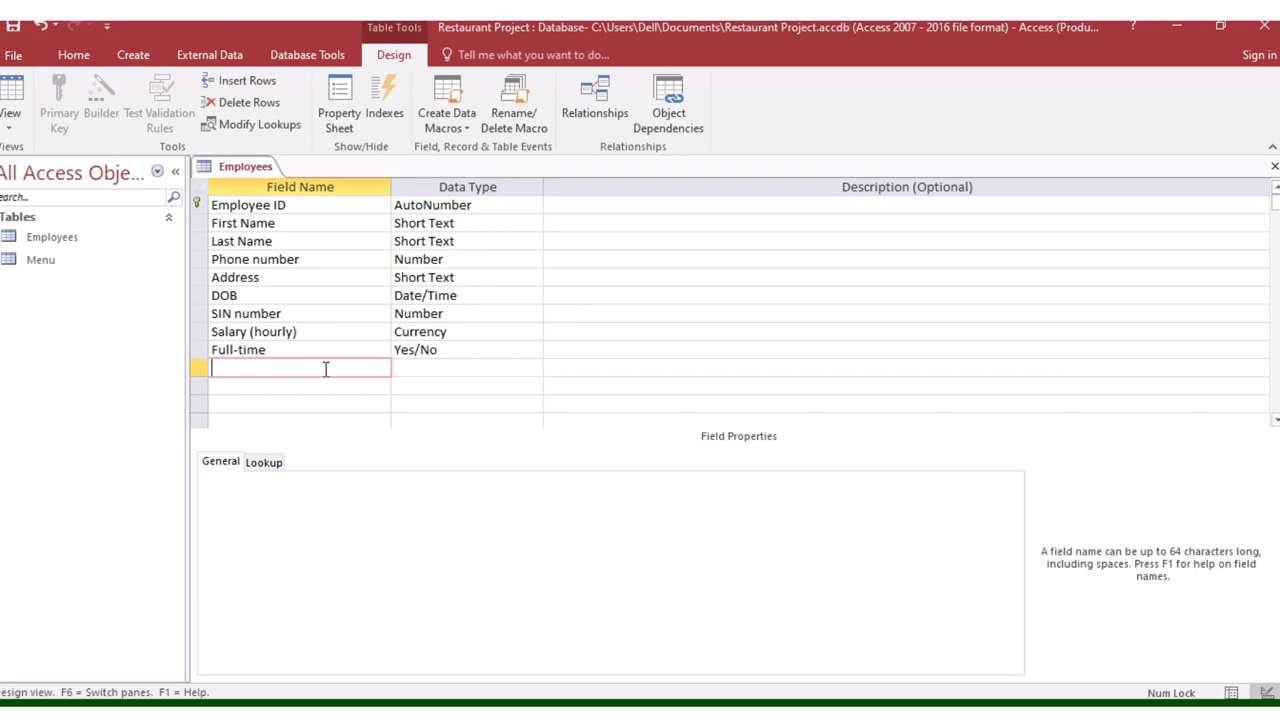 Table Tools
Restaurant Project : Database- C:\Users\Dell\Documents\Restaurant Project.accdb (Access 2007 - 2016 file format) - Access (Produ...
?
File Home Create External Data Database Tools Design Tell me what you want to do... Sign in
Insert Rows
Delete Rows
Modify Lookups
View
Primary Key
Builder
Test Validation Rules
Property Sheet
Indexes
Create Data Macros
Rename/ Delete Macro
Relationships
Object Dependencies
Views
Tools
Show/Hide
Field, Record & Table Events
Relationships
All Access Obje...
earch...
Tables
Employees
Menu
Employees
Field Name Data Type Description (Optional)
Employee ID AutoNumber
First Name Short Text
Last Name Short Text
Phone number Number
Address Short Text
DOB Date/Time
SIN number Number
Salary (hourly) Currency
Full-time Yes/No
Field Properties
General Lookup
A field name can be up to 64 characters long,
including spaces. Press F1 for help on field
names.
esign view. F6 = Switch panes. F1 = Help.
Num Lock